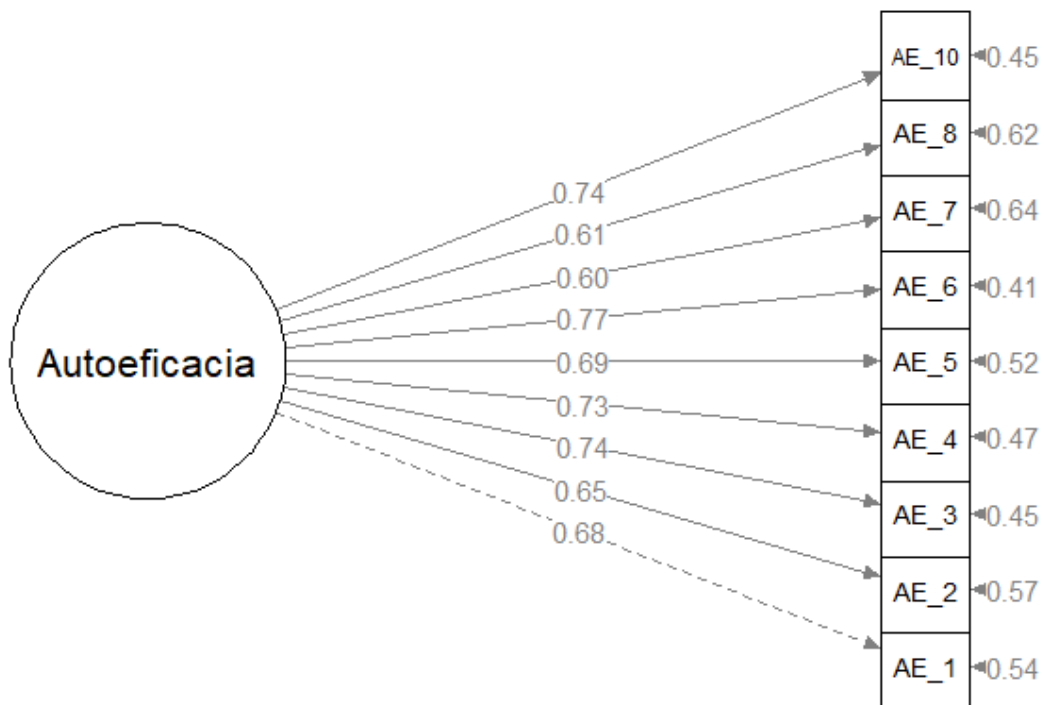 AE_10 0.45
AE_8 0.62
0.74
AE_7 0.64
0.61
0.60
AE_6 0.41
0.77
Autoeficacia
0.69
AE_5 0.52
0.73
AE_4 0.47
0.74
0.65
AE_3 0.45
0.68
AE_2 0.57
AE_1 0.54